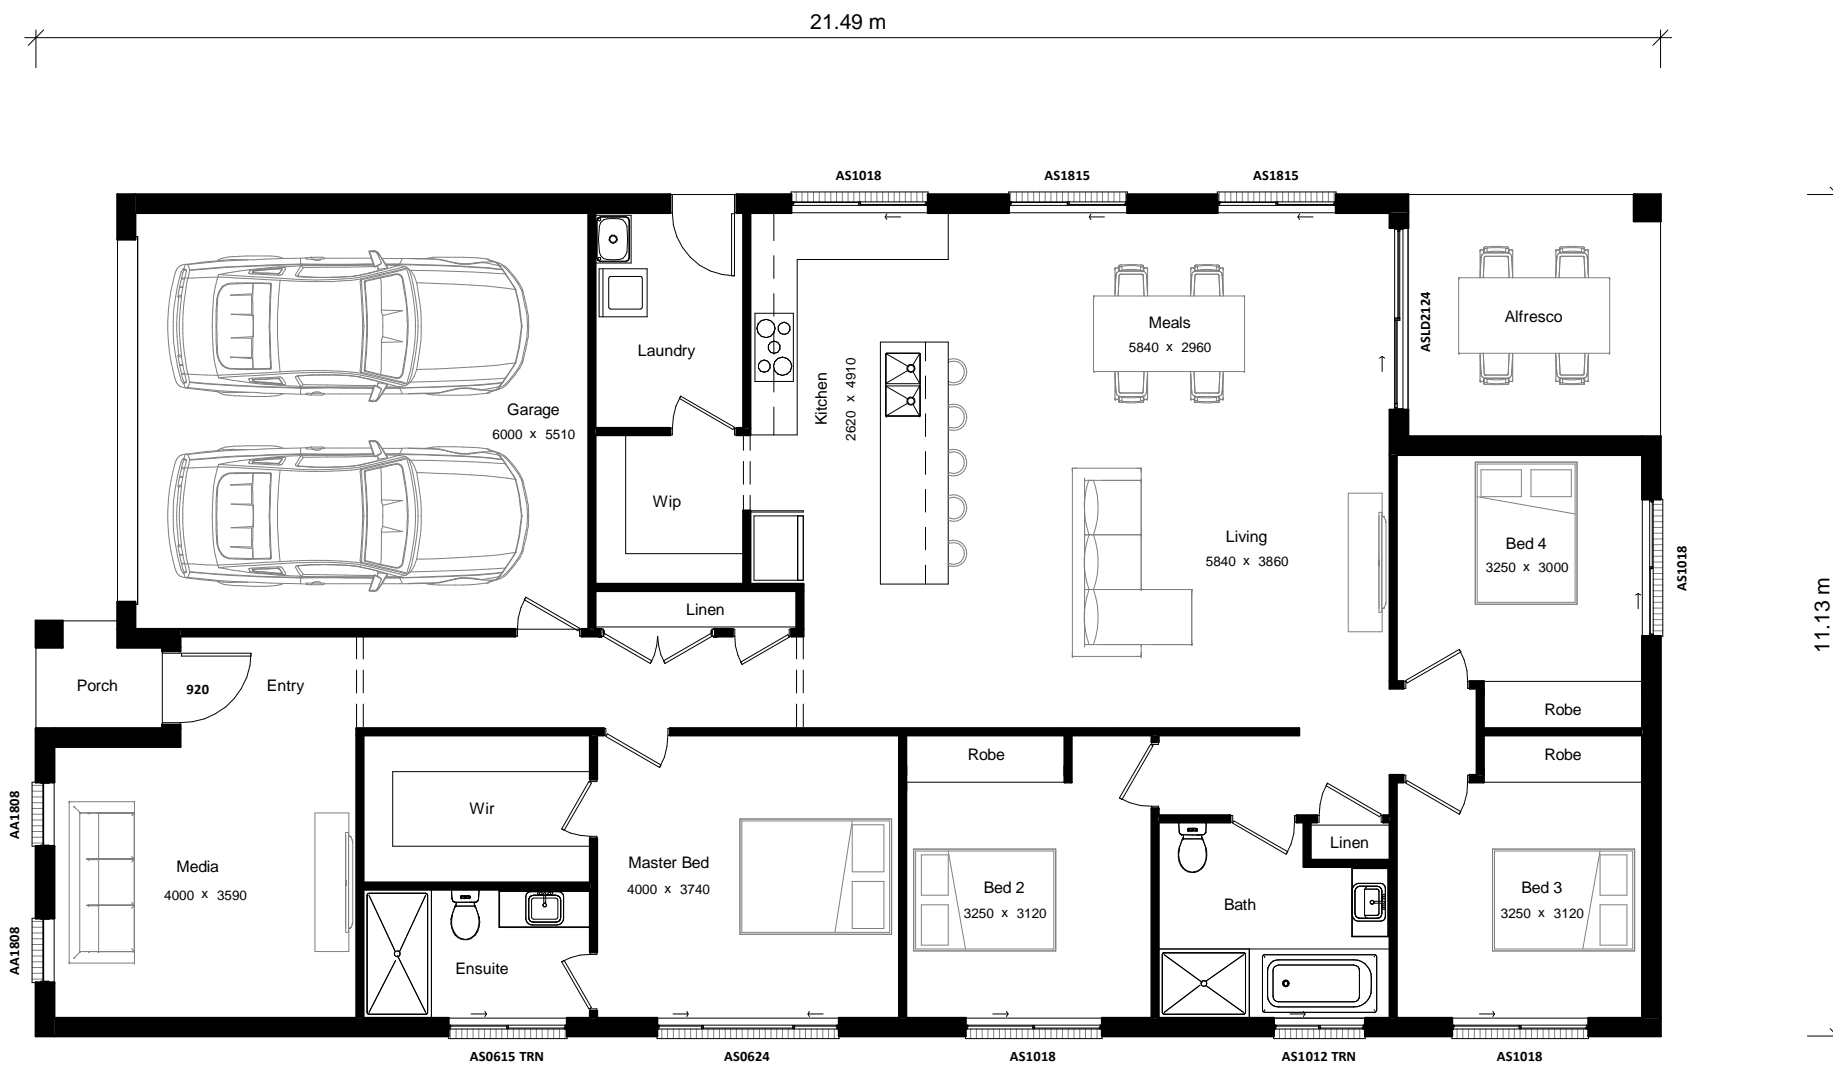 21.49 m
AS1018
AS1815
AS1815
ASLD2124
Alfresco
Meals
5840 x 2960
Laundry
Kitchen
2620 x 4910
Garage
6000 x 5510
Wip
Living
5840 x 3860
Bed 4
3250 x 3000
AS1018
11.13 m
Linen
Porch
920
Entry
Robe
Robe
Robe
AA1808
Wir
Media
4000 x 3590
Master Bed
4000 x 3740
Linen
Bed 2
3250 x 3120
Bath
Bed 3
3250 x 3120
AA1808
Ensuite
AS0615 TRN
AS0624
AS1018
AS1012 TRN
AS1018